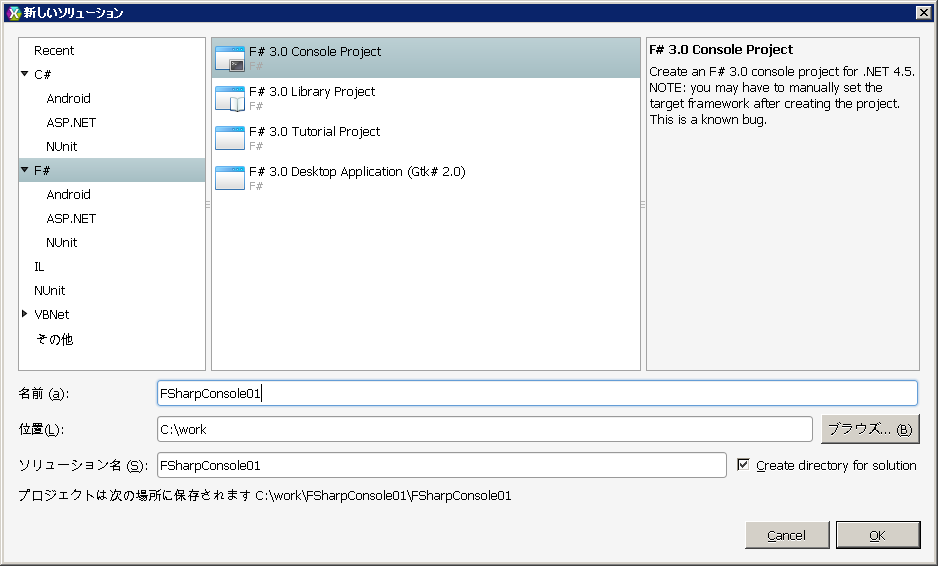 新しいソリューション
Recent
C#
Android
ASP.NET
NUnit
F#
Android
ASP.NET
NUnit
IL
NUnit
VBNet
その他
F# 3.0 Console Project
F#
F# 3.0 Library Project
F#
F# 3.0 Tutorial Project
F#
F# 3.0 Desktop Application (Gtk# 2.0)
F#
F# 3.0 Console Project
Create an F# 3.0 console project for .NET 4.5.
NOTE: you may have to manually set the
target framework after creating the project.
This is a known bug.
名前 (a):
FSharpConsole01
位置(L):
C:\work
ブラウズ... (B)
ソリューション名 (S):
FSharpConsole01
Create directory for solution
プロジェクトは次の場所に保存されます C:\work\FSharpConsole01\FSharpConsole01
Cancel
OK